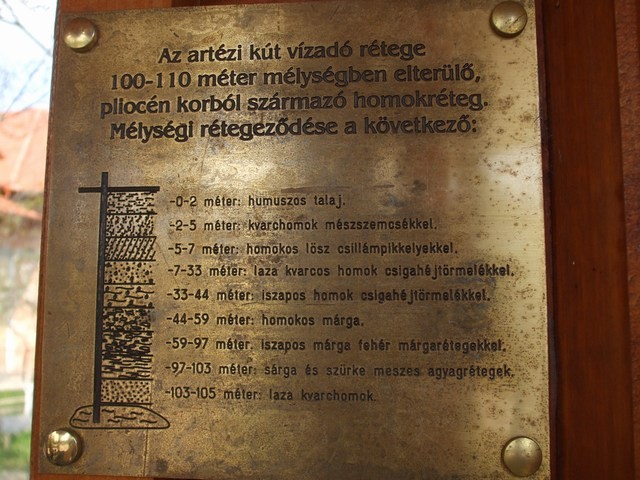 Az artézi kút vízadó rétege
100-110 méter mélységben elterülő,
pliocén korból származó homokréteg.
Mélységi rétegeződése a következő:
-0-2 méter: humuszos talaj.
-2-5 méter: kvarchomok mészszemcsékkel.
-5-7 méter: homokos lösz csillámpikkelyekkel.
-7-33 méter: laza kvarcos homok csigahéjtörmelékkel.
-33-44 méter: iszapos homok csigahéjtörmelékkel.
-44-59 méter: homokos márga.
-59-97 méter. iszapos márga fehér márgarétegekkel.
-97-103 méter: sárga és szürke meszes agyagrétegek.
-103-105 méter: laza kvarchomok.